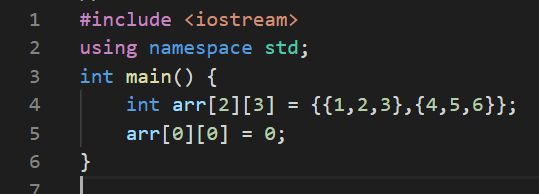 1 #include <iostream>
2 using namespace std;
3 int main() {
4     int arr[2][3] = {{1,2,3},{4,5,6}};
5     arr[0][0] = 0;
6 }
7